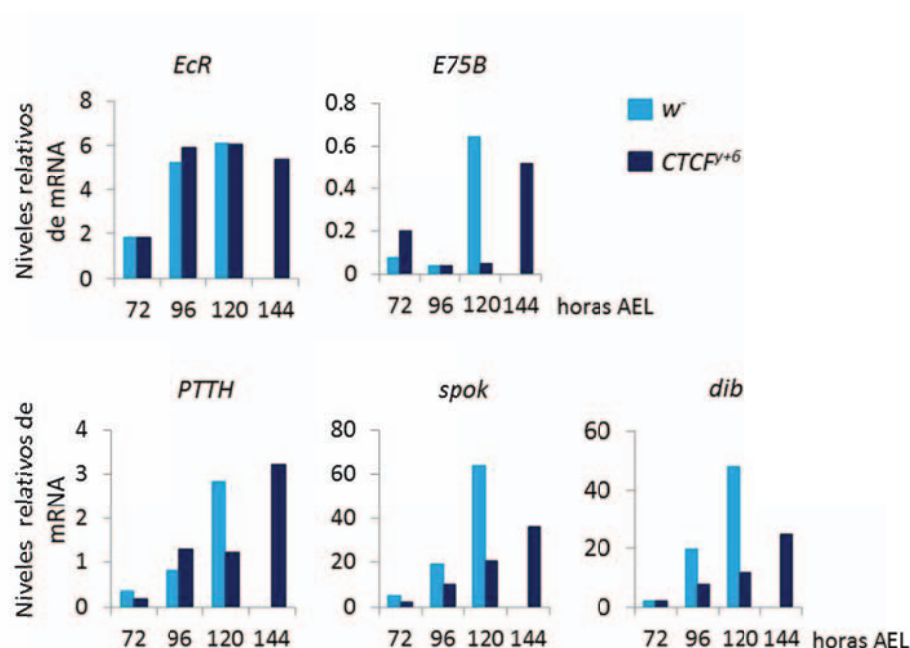 EcR
E75B
w-
CTCFy+6
Niveles relativos
de mRNA
8
6
4
2
0
0.8
0.6
0.4
0.2
0
72 96 120 144
72 96 120 144 horas AEL
PTTH
spok
dib
Niveles relativos de
mRNA
4
3
2
1
0
80
60
40
20
0
60
40
20
0
72 96 120 144
72 96 120 144
72 96 120 144 horas AEL